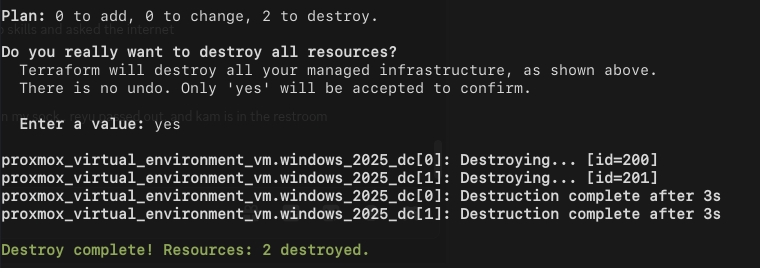 Plan: 0 to add, 0 to change, 2 to destroy.
skills and asked the internet
Do you really want to destroy all resources?
Terraform will destroy all your managed infrastructure, as shown above.
There is no undo. Only 'yes' will be accepted to confirm.
passed out, and kam is in the restroom
Enter a value: yes
proxmox_virtual_environment_vm.windows_2025_dc[0]: Destroying... [id=200]
proxmox_virtual_environment_vm.windows_2025_dc[1]: Destroying... [id=201]
proxmox_virtual_environment_vm.windows_2025_dc[0]: Destruction complete after 3s
proxmox_virtual_environment_vm.windows_2025_dc[1]: Destruction complete after 3s
Destroy complete! Resources: 2 destroyed.